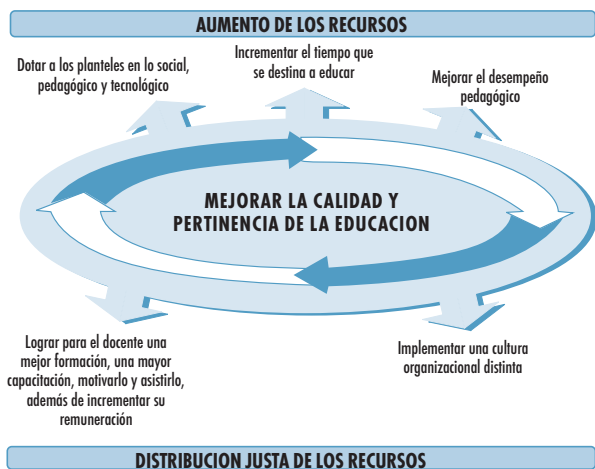 AUMENTO DE LOS RECURSOS
Dotar a los planteles en lo social,
pedagógico y tecnológico
Incrementar el tiempo que
se destina a educar
Mejorar el desempeño
pedagógico
MEJORAR LA CALIDAD Y
PERTINENCIA DE LA EDUCACION
Lograr para el docente una
mejor formación, una mayor
capacitación, motivarlo y asistirlo,
además de incrementar su
remuneración
Implementar una cultura
organizacional distinta
DISTRIBUCION JUSTA DE LOS RECURSOS